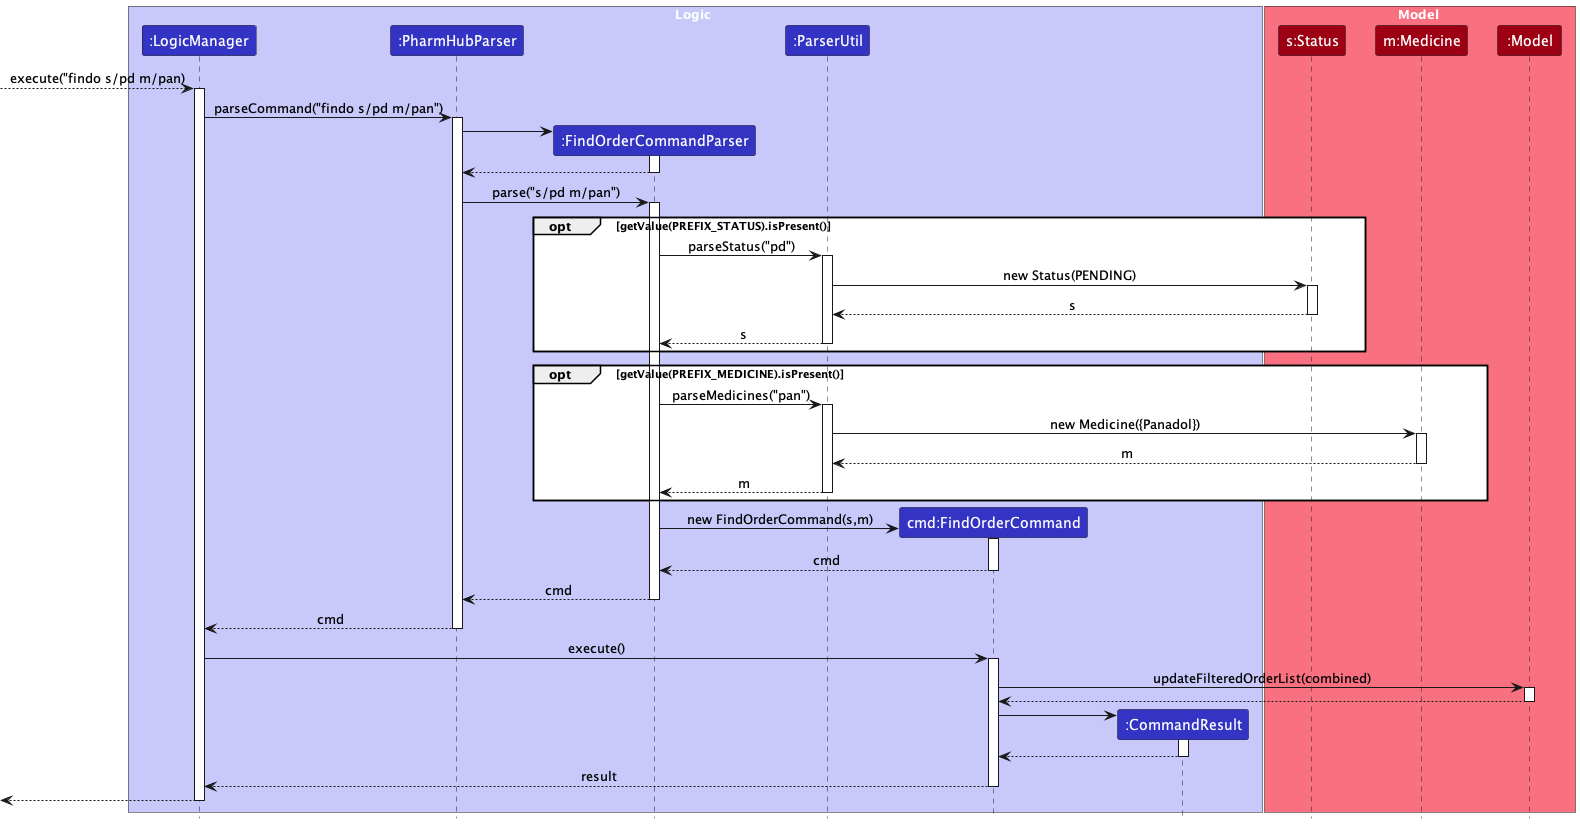 Logic
Model
:LogicManager
:PharmHubParser
:ParserUtil
s:Status
m:Medicine
:Model
execute("findo s/pd m/pan)
parseCommand("findo s/pd m/pan")
:FindOrderCommandParser
parse("s/pd m/pan")
opt
[getValue(PREFIX_STATUS).isPresent()]
parseStatus("pd")
new Status(PENDING)
s
s
opt
[getValue(PREFIX_MEDICINE).isPresent()]
parseMedicines("pan")
new Medicine({Panadol})
m
m
new FindOrderCommand(s,m)
cmd:FindOrderCommand
cmd
cmd
cmd
execute()
updateFilteredOrderList(combined)
:CommandResult
result